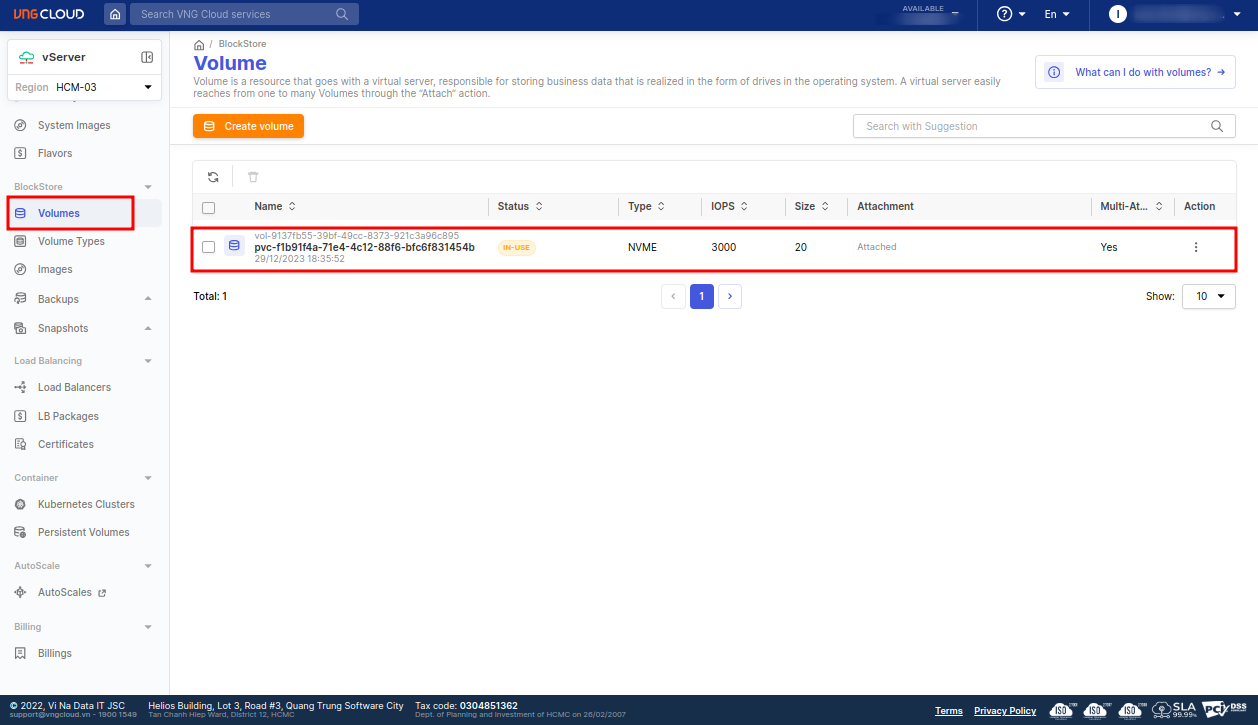 VNG CLOUD
Search VNG Cloud services
AVAILABLE
En
I
vServer
Region HCM-03
System Images
Flavors
BlockStore
Volumes
Volume Types
Images
Backups
Snapshots
Load Balancing
Load Balancers
LB Packages
Certificates
Container
Kubernetes Clusters
Persistent Volumes
AutoScale
AutoScales
Billing
Billings
/ BlockStore
Volume
Volume is a resource that goes with a virtual server, responsible for storing business data that is realized in the form of drives in the operating system. A virtual server easily
reaches from one to many Volumes through the "Attach" action.
What can I do with volumes?
Create volume
Search with Suggestion
Name Status Type IOPS Size Attachment Multi-At... Action
vol-9137fb55-39bf-49cc-8373-921c3a96c895
pvc-f1b91f4a-71e4-4c12-88f6-bfc6f831454b IN-USE NVME 3000 20 Attached Yes
29/12/2023 18:35:52
Total: 1
1
Show: 10
© 2022, Vi Na Data IT JSC
support@vngcloud.vn - 1900 1549
Helios Building, Lot 3, Road #3, Quang Trung Software City
Tan Chanh Hiep Ward, District 12, HCMC
Tax code: 0304851362
Dept. of Planning and Investment of HCMC on 26/02/2007
Terms Privacy Policy
ISO ISO ISO
SLA
99.99%
PCI DSS